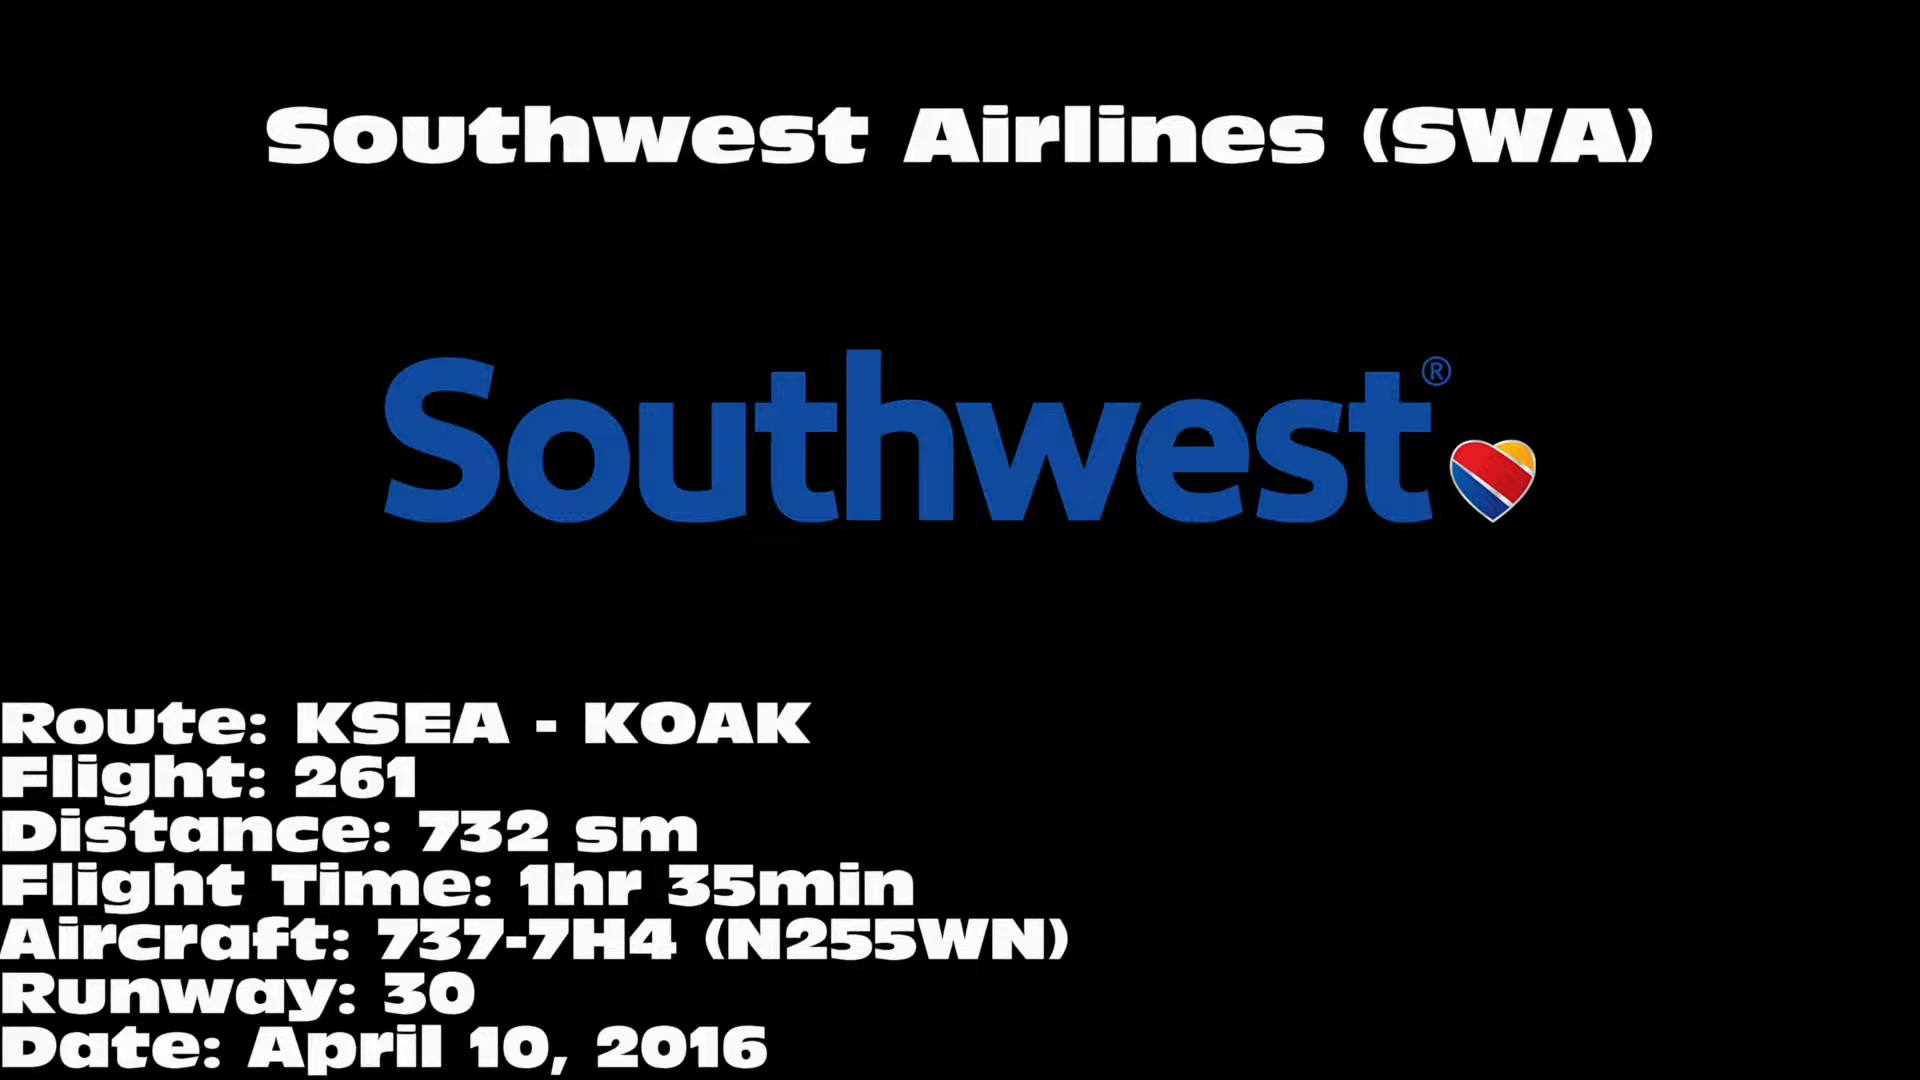 Southwest Airlines (SWA)
Southwest®
Route: KSEA - KOAK
Flight: 261
Distance: 732 sm
Flight Time: 1hr 35min
Aircraft: 737-7H4 (N255WN)
Runway: 30
Date: April 10, 2016